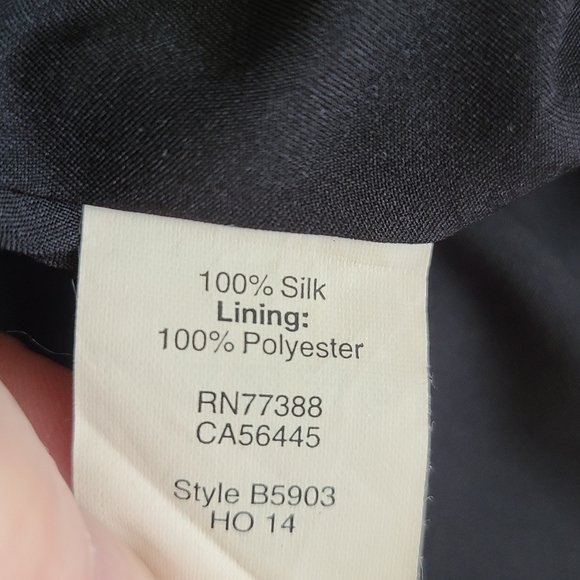 100% Silk
Lining:
100% Polyester
RN77388
CA56445
Style B5903
HO 14